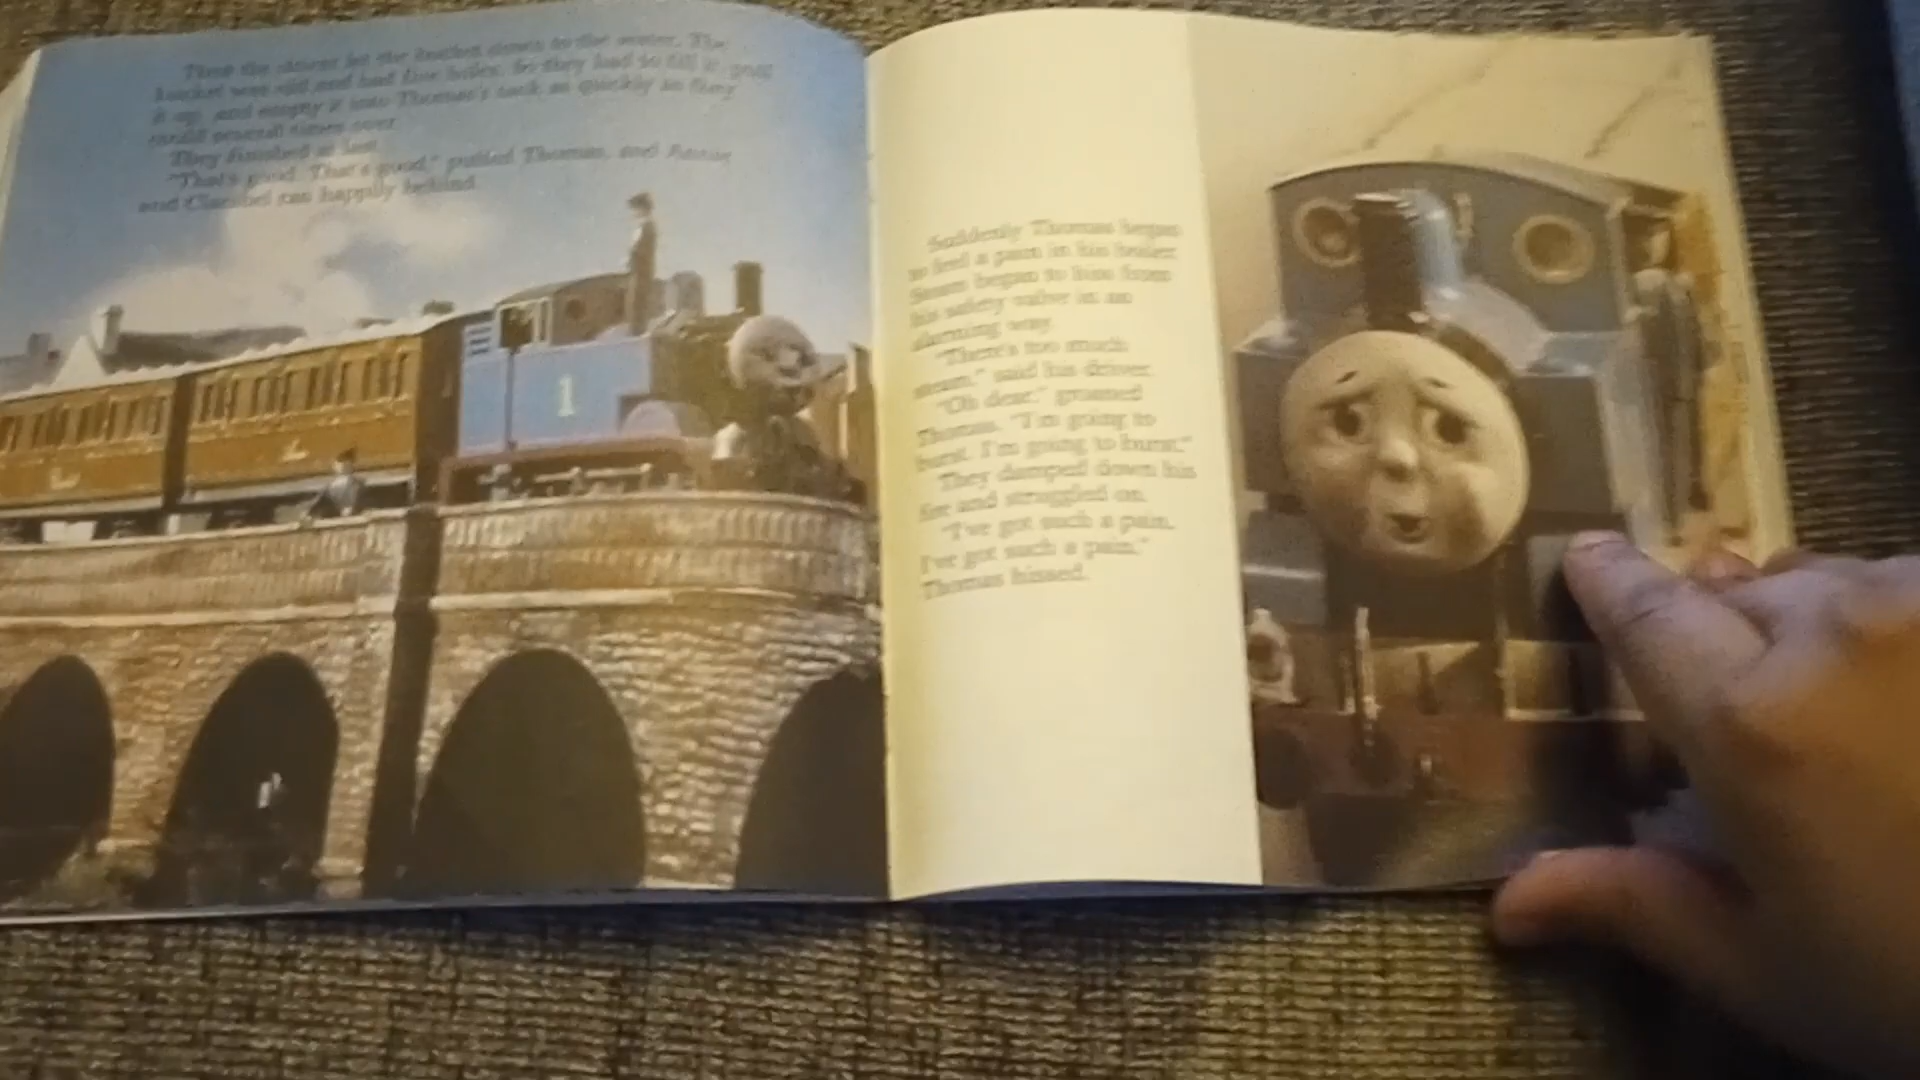 Then the driver let the bucket down to the water. The
bucket was old and had five holes, so they had to fill it, pull
it up, and empty it into Thomas's tank as quickly as they
could several times over.
They finished at last.
"That's good. That's good," puffed Thomas, and Annie
and Clarabel ran happily behind.
1
Suddenly Thomas began
to feel a pain in his boiler.
Steam began to hiss from
his safety valve in an
alarming way.
"There's too much
steam," said his driver.
"Oh dear," groaned
Thomas. "I'm going to
burst. I'm going to burst."
They damped down his
fire and struggled on.
"I've got such a pain,
I've got such a pain,"
Thomas hissed.